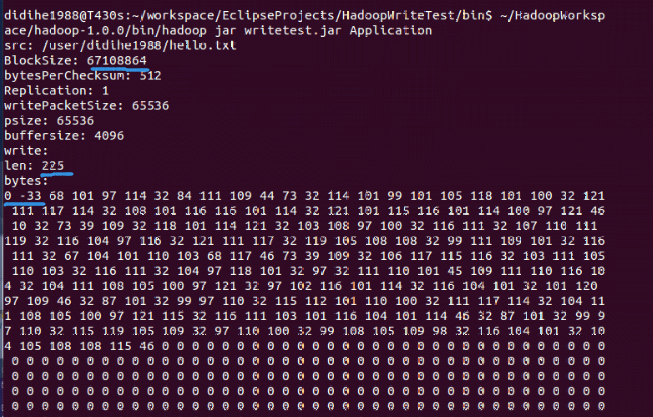 didihe1988@T430s:~/workspace/EclipseProjects/HadoopWriteTest/bin$ ~/HadoopWorksp
ace/hadoop-1.0.0/bin/hadoop jar writetest.jar Application
src: /user/didihe1988/hello.txt
BlockSize: 67108864
bytesPerChecksum: 512
Replication: 1
writePacketSize: 65536
psize: 65536
buffersize: 4096
write:
len: 225
bytes:
0 -33 68 101 97 114 32 84 111 109 44 73 32 114 101 99 101 105 118 101 100 32 121
111 117 114 32 108 101 116 116 101 114 32 121 101 115 116 101 114 100 97 121 46
10 32 73 39 109 32 118 101 114 121 32 103 108 97 100 32 116 111 32 107 110 111
119 32 116 104 97 116 32 121 111 117 32 119 105 108 108 32 99 111 109 101 32 116
111 32 67 104 101 110 103 68 117 46 73 39 109 32 106 117 115 116 32 103 111 105
110 103 32 116 111 32 104 97 118 101 32 97 32 111 110 101 45 109 111 110 116 10
4 32 104 111 108 105 100 97 121 32 97 102 116 101 114 32 116 104 101 32 101 120
97 109 46 32 87 101 32 99 97 110 32 115 112 101 110 100 32 111 117 114 32 104 11
1 108 105 100 97 121 115 32 116 111 103 101 116 104 101 114 46 32 87 101 32 99 9
7 110 32 115 119 105 109 32 97 110 100 32 99 108 105 109 98 32 116 104 101 32 10
4 105 108 108 115 46 0 0 0 0 0 0 0 0 0 0 0 0 0 0 0 0 0 0 0 0 0 0 0 0 0 0 0 0 0 0
0 0 0 0 0 0 0 0 0 0 0 0 0 0 0 0 0 0 0 0 0 0 0 0 0 0 0 0 0 0 0 0 0 0 0 0 0 0 0 0
0 0 0 0 0 0 0 0 0 0 0 0 0 0 0 0 0 0 0 0 0 0 0 0 0 0 0 0 0 0 0 0 0 0 0 0 0 0 0 0
0 0 0 0 0 0 0 0 0 0 0 0 0 0 0 0 0 0 0 0 0 0 0 0 0 0 0 0 0 0 0 0 0 0 0 0 0 0 0 0
0 0 0 0 0 0 0 0 0 0 0 0 0 0 0 0 0 0 0 0 0 0 0 0 0 0 0 0 0 0 0 0 0 0 0 0 0 0 0 0